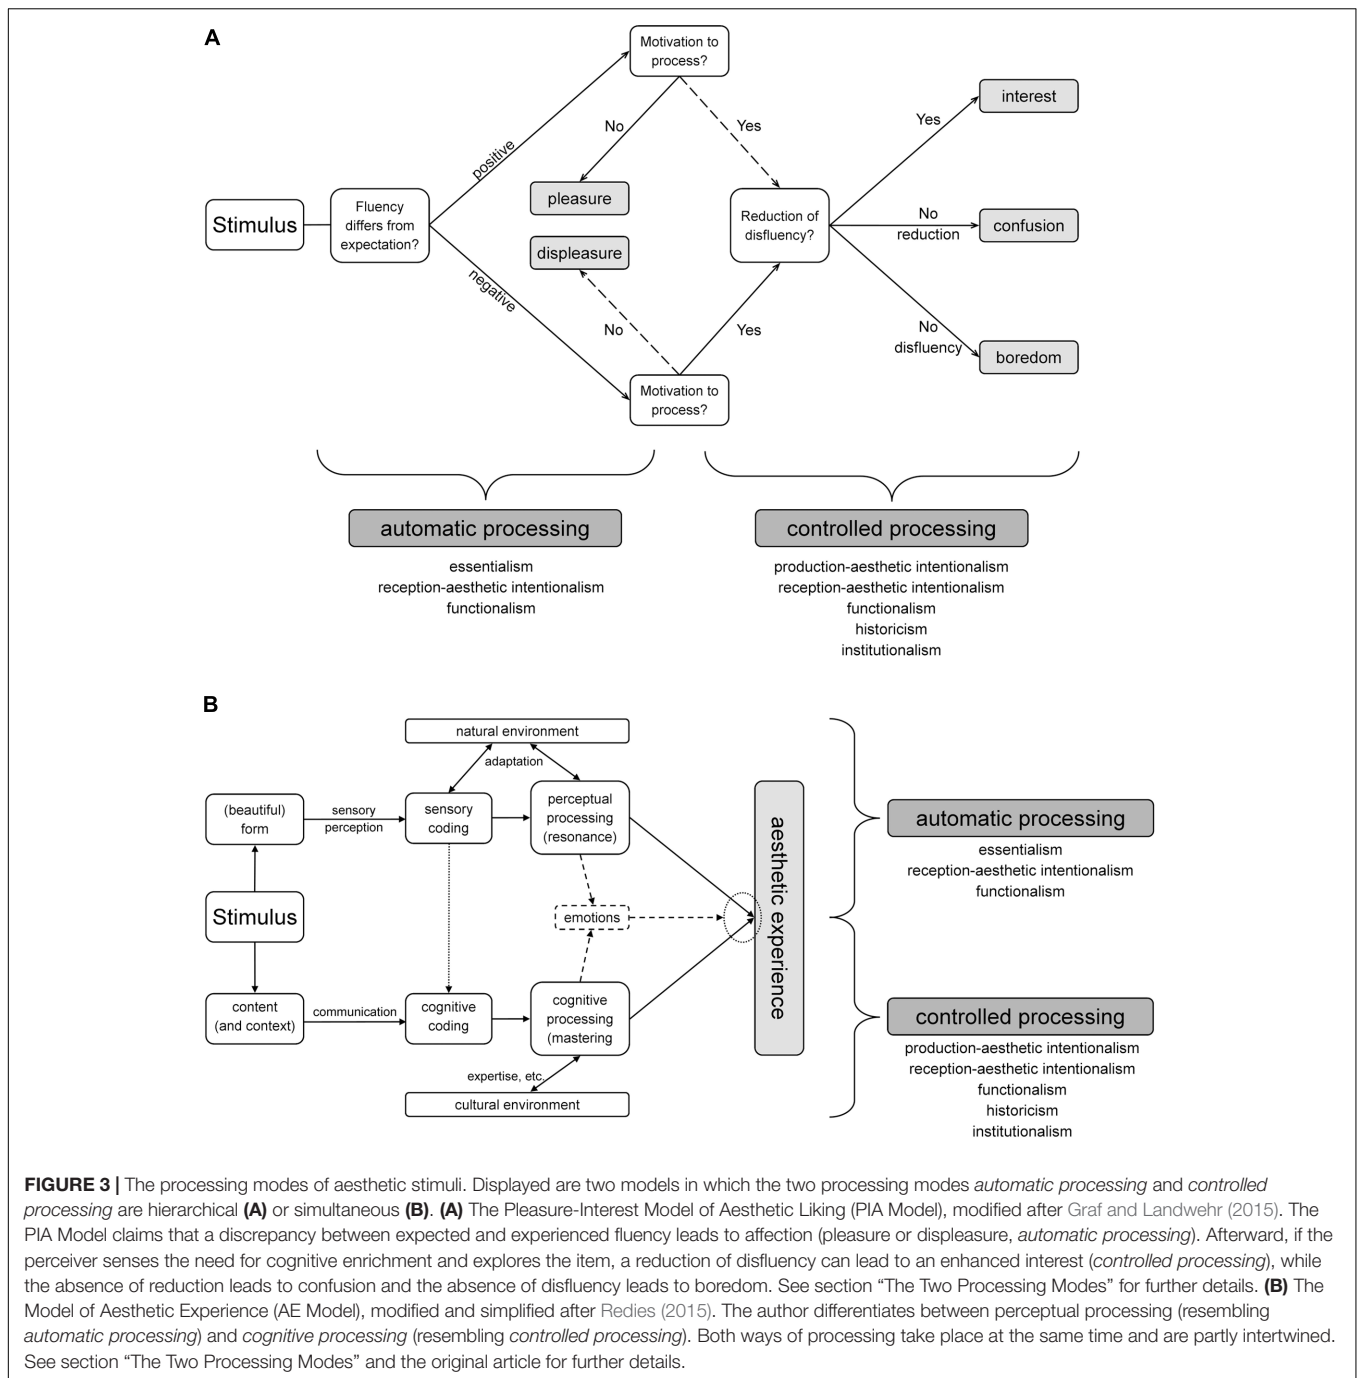 A
Motivation to
process?
positive
No
Yes
Yes
interest
Stimulus
Fluency
differs from
expectation?
pleasure
displeasure
Reduction of
disfluency?
No
reduction
confusion
negative
No
Yes
No
disfluency
boredom
Motivation to
process?
automatic processing
essentialism
reception-aesthetic intentionalism
functionalism
controlled processing
production-aesthetic intentionalism
reception-aesthetic intentionalism
functionalism
historicism
institutionalism
B
natural environment
adaptation
(beautiful)
form
sensory
perception
sensory
coding
perceptual
processing
(resonance)
Stimulus
emotions
aesthetic experience
content
(and context)
communication
cognitive
coding
cognitive
processing
(mastering
expertise, etc.
cultural environment
automatic processing
essentialism
reception-aesthetic intentionalism
functionalism
controlled processing
production-aesthetic intentionalism
reception-aesthetic intentionalism
functionalism
historicism
institutionalism
FIGURE 3 | The processing modes of aesthetic stimuli. Displayed are two models in which the two processing modes automatic processing and controlled
processing are hierarchical (A) or simultaneous (B). (A) The Pleasure-Interest Model of Aesthetic Liking (PIA Model), modified after Graf and Landwehr (2015). The
PIA Model claims that a discrepancy between expected and experienced fluency leads to affection (pleasure or displeasure, automatic processing). Afterward, if the
perceiver senses the need for cognitive enrichment and explores the item, a reduction of disfluency can lead to an enhanced interest (controlled processing), while
the absence of reduction leads to confusion and the absence of disfluency leads to boredom. See section “The Two Processing Modes” for further details. (B) The
Model of Aesthetic Experience (AE Model), modified and simplified after Redies (2015). The author differentiates between perceptual processing (resembling
automatic processing) and cognitive processing (resembling controlled processing). Both ways of processing take place at the same time and are partly intertwined.
See section “The Two Processing Modes” and the original article for further details.